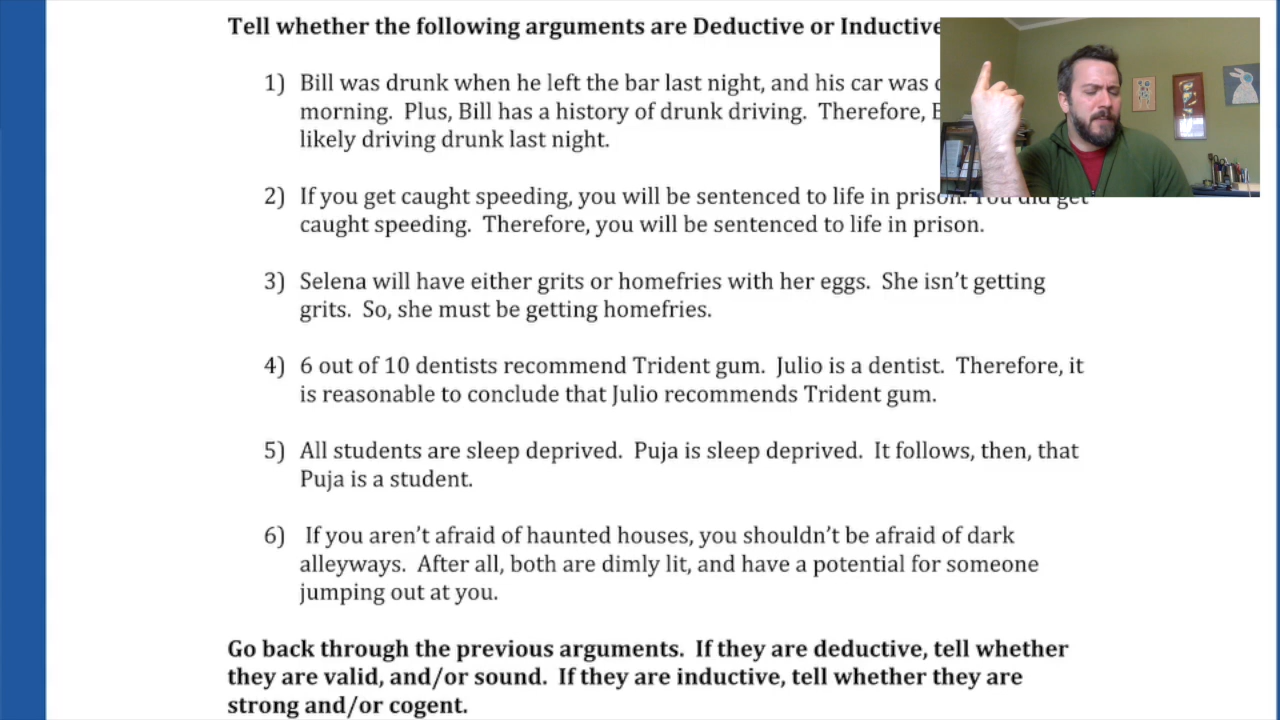 Tell whether the following arguments are Deductive or Inductive
1) Bill was drunk when he left the bar last night, and his car was
morning. Plus, Bill has a history of drunk driving. Therefore,
likely driving drunk last night.
2) If you get caught speeding, you will be sentenced to life in prison. You did get
caught speeding. Therefore, you will be sentenced to life in prison.
3) Selena will have either grits or homefries with her eggs. She isn’t getting
grits. So, she must be getting homefries.
4) 6 out of 10 dentists recommend Trident gum. Julio is a dentist. Therefore, it
is reasonable to conclude that Julio recommends Trident gum.
5) All students are sleep deprived. Puja is sleep deprived. It follows, then, that
Puja is a student.
6) If you aren’t afraid of haunted houses, you shouldn’t be afraid of dark
alleyways. After all, both are dimly lit, and have a potential for someone
jumping out at you.
Go back through the previous arguments. If they are deductive, tell whether
they are valid, and/or sound. If they are inductive, tell whether they are
strong and/or cogent.